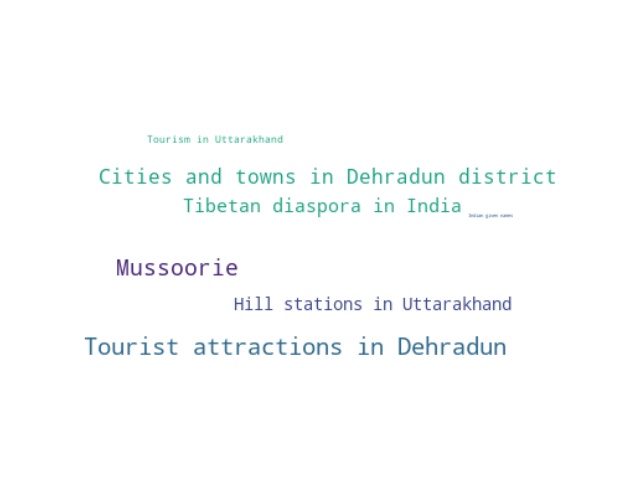 Tourism in Uttarakhand
Cities and towns in Dehradun district
Tibetan diaspora in India
Indian given names
Mussoorie
Hill stations in Uttarakhand
Tourist attractions in Dehradun